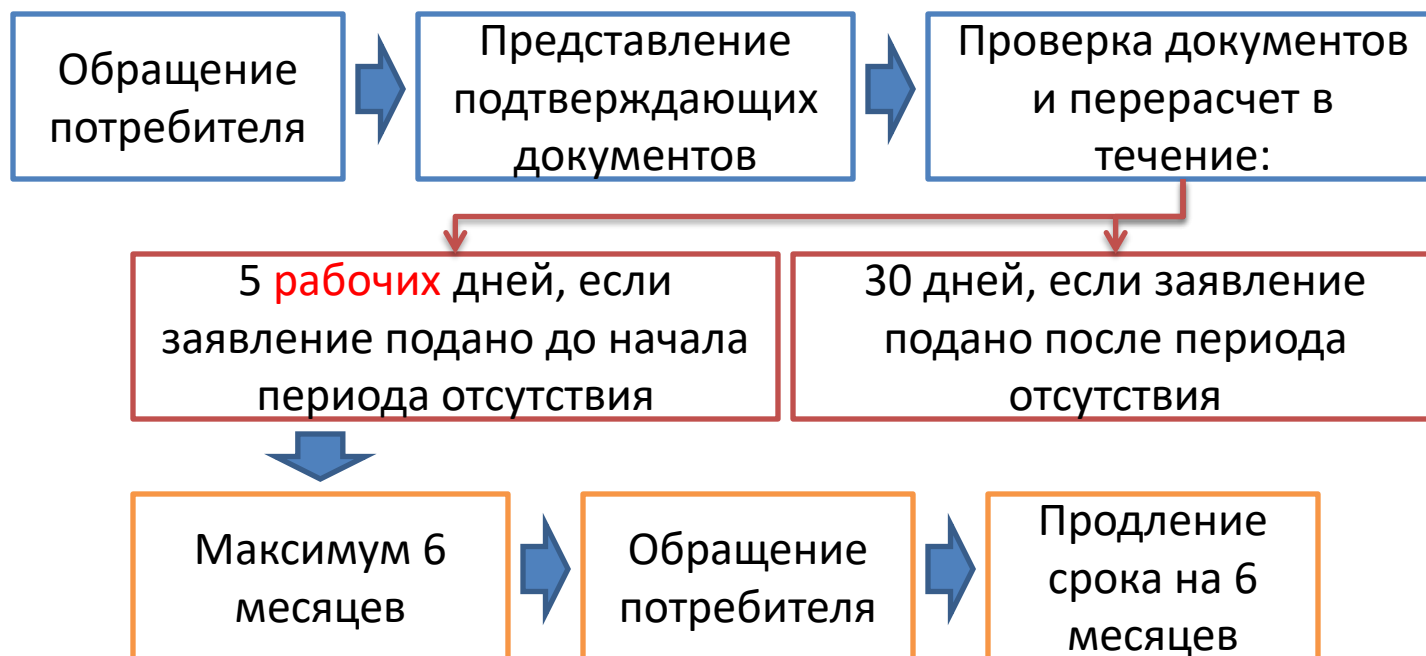 Обращение
потребителя
Представление
подтверждающих
документов
Проверка документов
и перерасчет в
течение:
5 рабочих дней, если
заявление подано до начала
периода отсутствия
30 дней, если заявление
подано после периода
отсутствия
Максимум 6
месяцев
Обращение
потребителя
Продление
срока на 6
месяцев